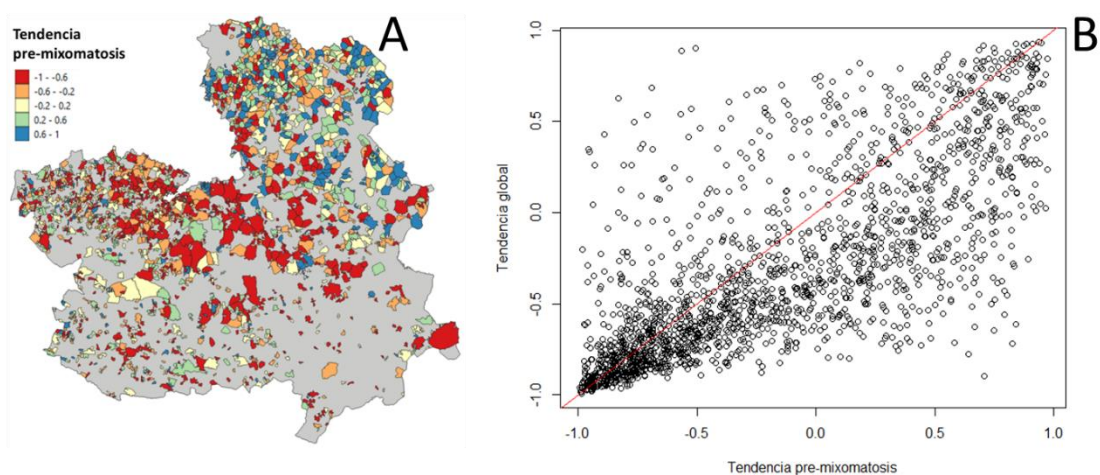 Tendencia
pre-mixomatosis
-1 - -0.6
-0.6 - -0.2
-0.2 - 0.2
0.2 - 0.6
0.6 - 1
A
B
1.0
0.5
0.0
-0.5
-1.0
Tendencia global
-1.0
-0.5
0.0
0.5
1.0
Tendencia pre-mixomatosis